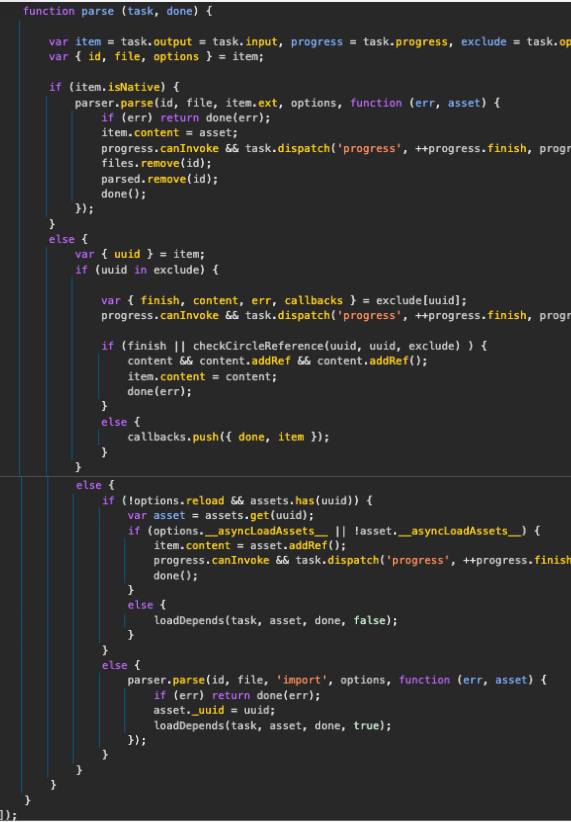 function parse (task, done) {
var item = task.output = task.input, progress = task.progress, exclude = task.op
var { id, file, options } = item;
if (item.isNative) {
parser.parse(id, file, item.ext, options, function (err, asset) {
if (err) return done(err);
item.content = asset;
progress.canInvoke && task.dispatch('progress', ++progress.finish, progr
files.remove(id);
parsed.remove(id);
done();
});
}
else {
var { uuid } = item;
if (uuid in exclude) {
var { finish, content, err, callbacks } = exclude[uuid];
progress.canInvoke && task.dispatch('progress', ++progress.finish, progr
if (finish || checkCircleReference(uuid, uuid, exclude) ) {
content && content.addRef && content.addRef();
item.content = content;
done(err);
}
else {
callbacks.push({ done, item });
}
}
else {
if (!options.reload && assets.has(uuid)) {
var asset = assets.get(uuid);
if (options.__asyncLoadAssets__ || !asset.__asyncLoadAssets__) {
item.content = asset.addRef();
progress.canInvoke && task.dispatch('progress', ++progress.finish
done();
}
else {
loadDepends(task, asset, done, false);
}
}
else {
parser.parse(id, file, 'import', options, function (err, asset) {
if (err) return done(err);
asset._uuid = uuid;
loadDepends(task, asset, done, true);
});
}
}
}
}
]);